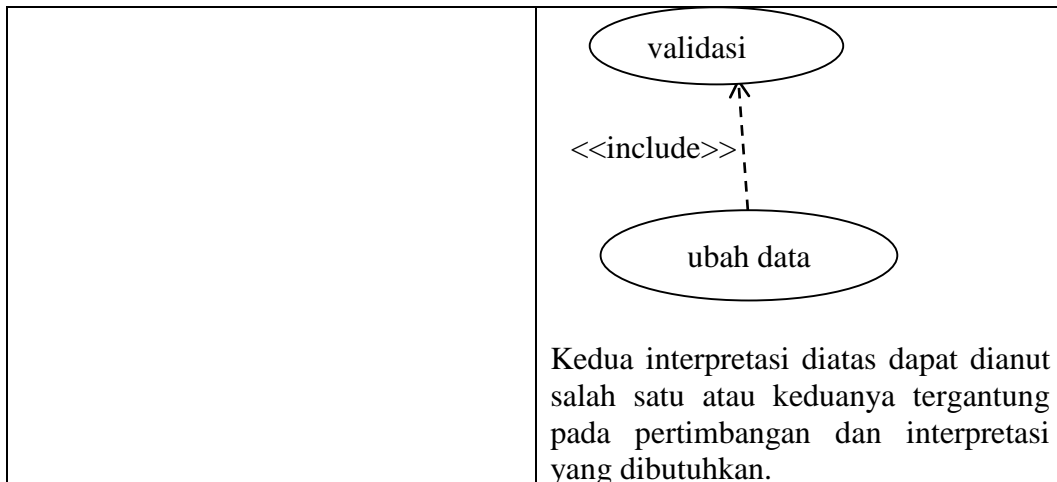 validasi
<<include>>
ubah data
Kedua interpretasi diatas dapat dianut
salah satu atau keduanya tergantung
pada pertimbangan dan interpretasi
yang dibutuhkan.